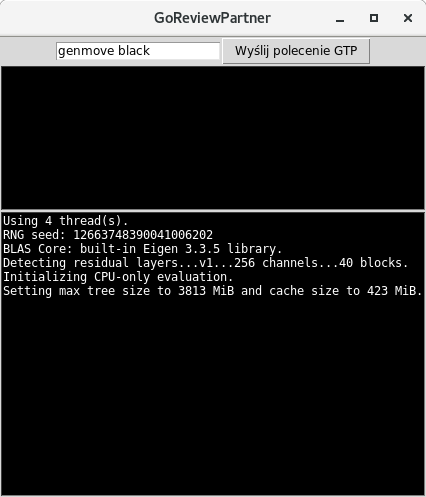 GoReviewPartner
genmove black
Wyślij polecenie GTP
Using 4 thread(s).
RNG seed: 12663748390041006202
BLAS Core: built-in Eigen 3.3.5 library.
Detecting residual layers...v1...256 channels...40 blocks.
Initializing CPU-only evaluation.
Setting max tree size to 3813 MiB and cache size to 423 MiB.